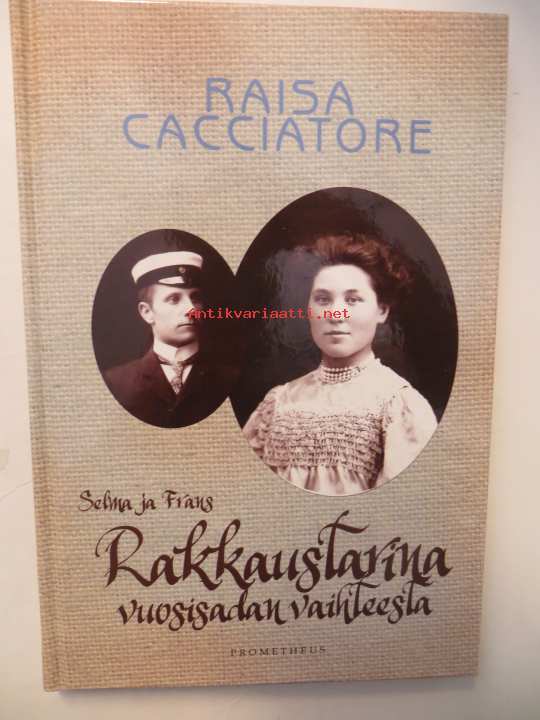 RAISA
CACCIATORE
Antikvariaatti.net
Selma ja Frans
Rakkaustarina
vuosisadan vaihteesta
PROMETHEUS